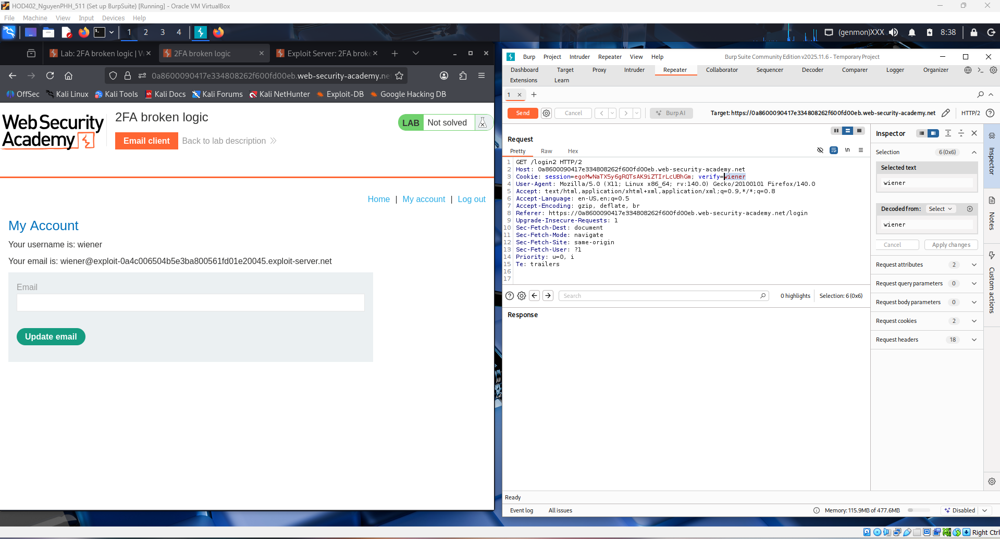 HOD402_NguyenPHH_511 (Set up BurpSuite) [Running] - Oracle VM VirtualBox
File Machine View Input Devices Help
1 2 3 4
(genmon)XXX 8:38
Lab: 2FA broken logic | W
2FA broken logic
Exploit Server: 2FA broke
0a8600090417e334808262f600fd00eb.web-security-academy.ne
OffSec Kali Linux Kali Tools Kali Docs Kali Forums Kali NetHunter Exploit-DB Google Hacking DB
WebSecurity
Academy
2FA broken logic
Email client
Back to lab description
LAB Not solved
Home | My account | Log out
My Account
Your username is: wiener
Your email is: wiener@exploit-0a4c006504b5e3ba800561fd01e20045.exploit-server.net
Email
Update email
Burp Project Intruder Repeater View Help
Burp Suite Community Edition v2025.11.6 - Temporary Project
Dashboard Target Proxy Intruder Repeater Collaborator Sequencer Decoder Comparer Logger Organizer
Extensions Learn
1
Send Cancel Burp AI
Target: https://0a8600090417e334808262f600fd00eb.web-security-academy.net
HTTP/2
Request
Pretty Raw Hex
\n
1 GET /login2 HTTP/2
2 Host: 0a8600090417e334808262f600fd00eb.web-security-academy.net
3 Cookie: session=egoMwNaTX5y6gRQTsAK9iZTIrLcUBhGm; verify=wiener
4 User-Agent: Mozilla/5.0 (X11; Linux x86_64; rv:140.0) Gecko/20100101 Firefox/140.0
5 Accept: text/html,application/xhtml+xml,application/xml;q=0.9,*/*;q=0.8
6 Accept-Language: en-US,en;q=0.5
7 Accept-Encoding: gzip, deflate, br
8 Referer: https://0a8600090417e334808262f600fd00eb.web-security-academy.net/login
9 Upgrade-Insecure-Requests: 1
10 Sec-Fetch-Dest: document
11 Sec-Fetch-Mode: navigate
12 Sec-Fetch-Site: same-origin
13 Sec-Fetch-User: ?1
14 Priority: u=0, i
15 Te: trailers
16
17
Search
0 highlights
Selection: 6 (0x6)
Response
Inspector
Selection 6 (0x6)
Selected text
wiener
Decoded from: Select
wiener
Cancel Apply changes
Request attributes 2
Request query parameters 0
Request body parameters 0
Request cookies 2
Request headers 18
Inspector
Notes
Custom actions
Ready
Event log All issues
Memory: 115.9MB of 477.6MB
Disabled
Right Ctrl